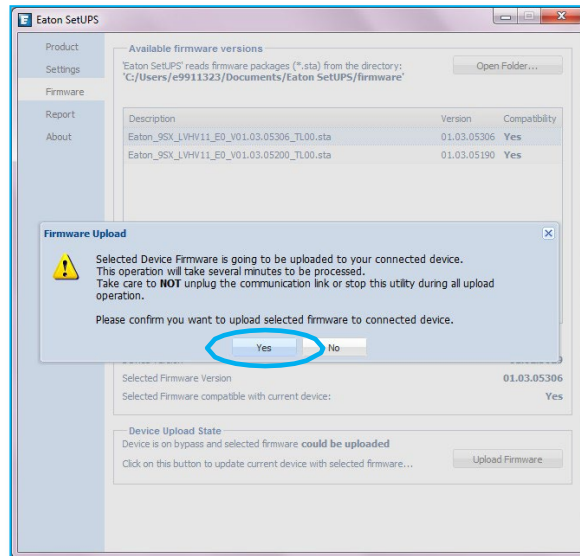 Eaton SetUPS
Product
Settings
Firmware
Report
About
Available firmware versions
'Eaton SetUPS' reads firmware packages (*.sta) from the directory:
'C:/Users/e9911323/Documents/Eaton SetUPS/firmware'
Open Folder...
Description Version Compatibility
Eaton_9SX_LVHV11_E0_V01.03.05306_TL00.sta 01.03.05306 Yes
Eaton_9SX_LVHV11_E0_V01.03.05200_TL00.sta 01.03.05190 Yes
Firmware Upload
Selected Device Firmware is going to be uploaded to your connected device.
This operation will take several minutes to be processed.
Take care to NOT unplug the communication link or stop this utility during all upload
operation.
Please confirm you want to upload selected firmware to connected device.
Yes No
Selected Firmware Version 01.03.05306
Selected Firmware compatible with current device: Yes
Device Upload State
Device is on bypass and selected firmware could be uploaded
Click on this button to update current device with selected firmware...
Upload Firmware